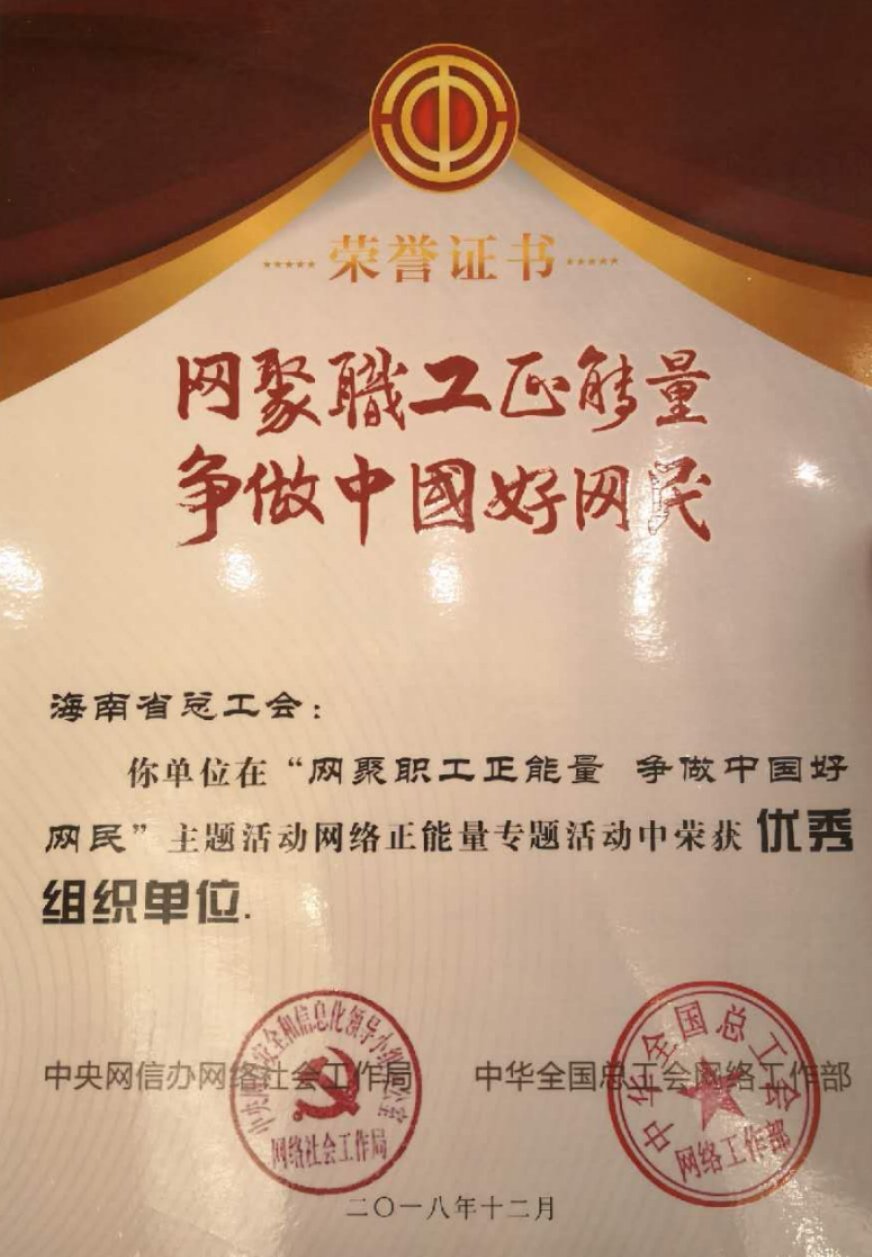 荣誉证书
网聚職工正能量
争做中國好网民
海南省总工会：
你单位在“网聚职工正能量 争做中国好
网民”主题活动网络正能量专题活动中荣获 优秀
组织单位.
中央网信办网络社会工作局 中华全国总工会网络工作部
网络社会工作局
中华全国总工会
网络工作部
二〇一八年十二月